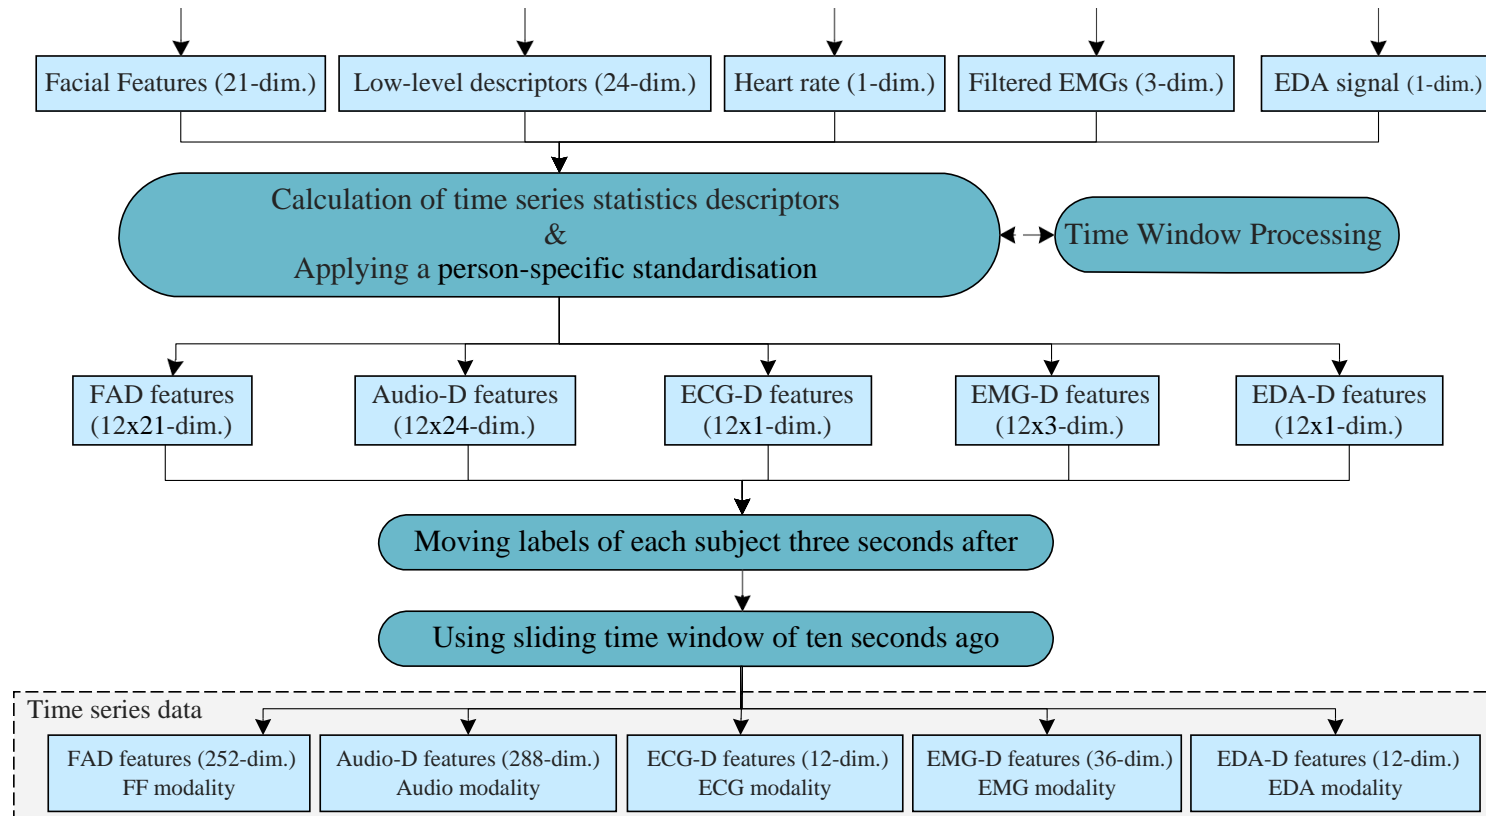 Facial Features (21-dim.)
Low-level descriptors (24-dim.)
Heart rate (1-dim.)
Filtered EMGs (3-dim.)
EDA signal (1-dim.)
Calculation of time series statistics descriptors
&
Applying a person-specific standardisation
Time Window Processing
FAD features
(12x21-dim.)
Audio-D features
(12x24-dim.)
ECG-D features
(12x1-dim.)
EMG-D features
(12x3-dim.)
EDA-D features
(12x1-dim.)
Moving labels of each subject three seconds after
Using sliding time window of ten seconds ago
Time series data
FAD features (252-dim.)
FF modality
Audio-D features (288-dim.)
Audio modality
ECG-D features (12-dim.)
ECG modality
EMG-D features (36-dim.)
EMG modality
EDA-D features (12-dim.)
EDA modality